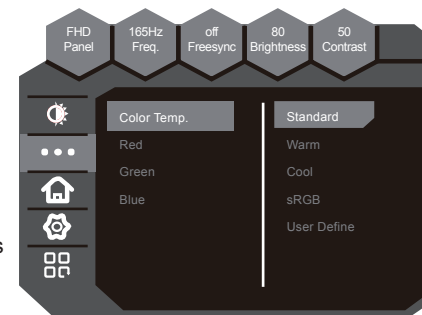 FHD
Panel
165Hz
Freq.
off
Freesync
80
Brightness
50
Contrast
Color Temp.
Red
Green
Blue
Standard
Warm
Cool
sRGB
User Define
s